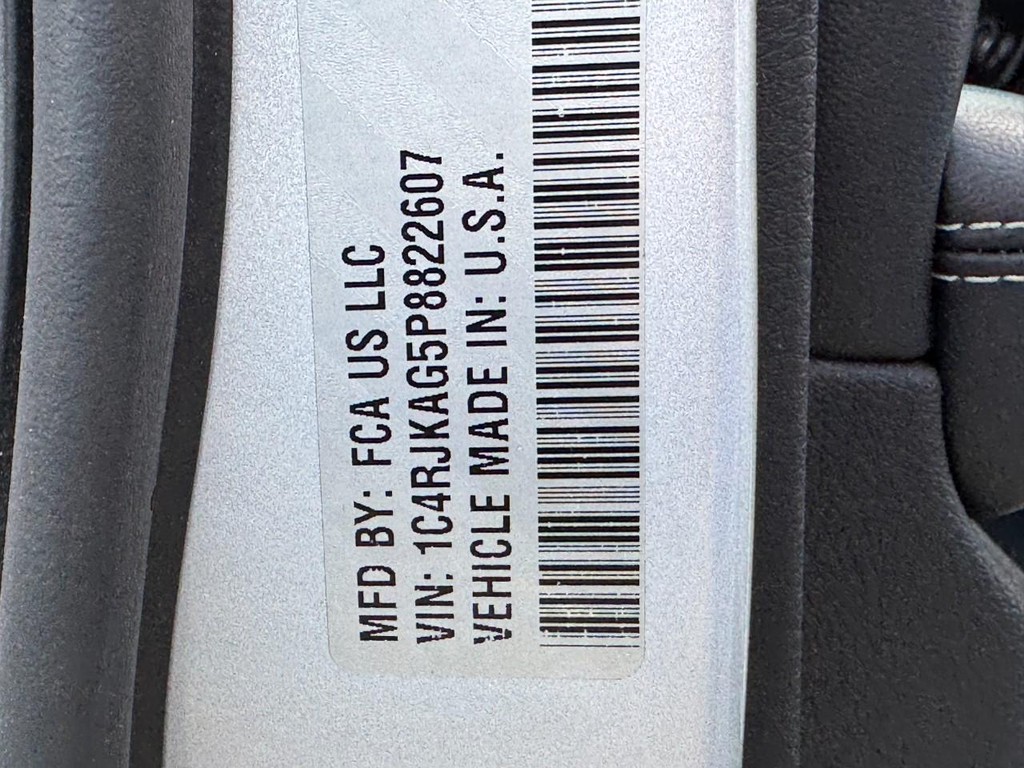 MFD BY: FCA US LLC
VIN: 1C4RJKAG5P8822607
VEHICLE MADE IN: U.S.A.